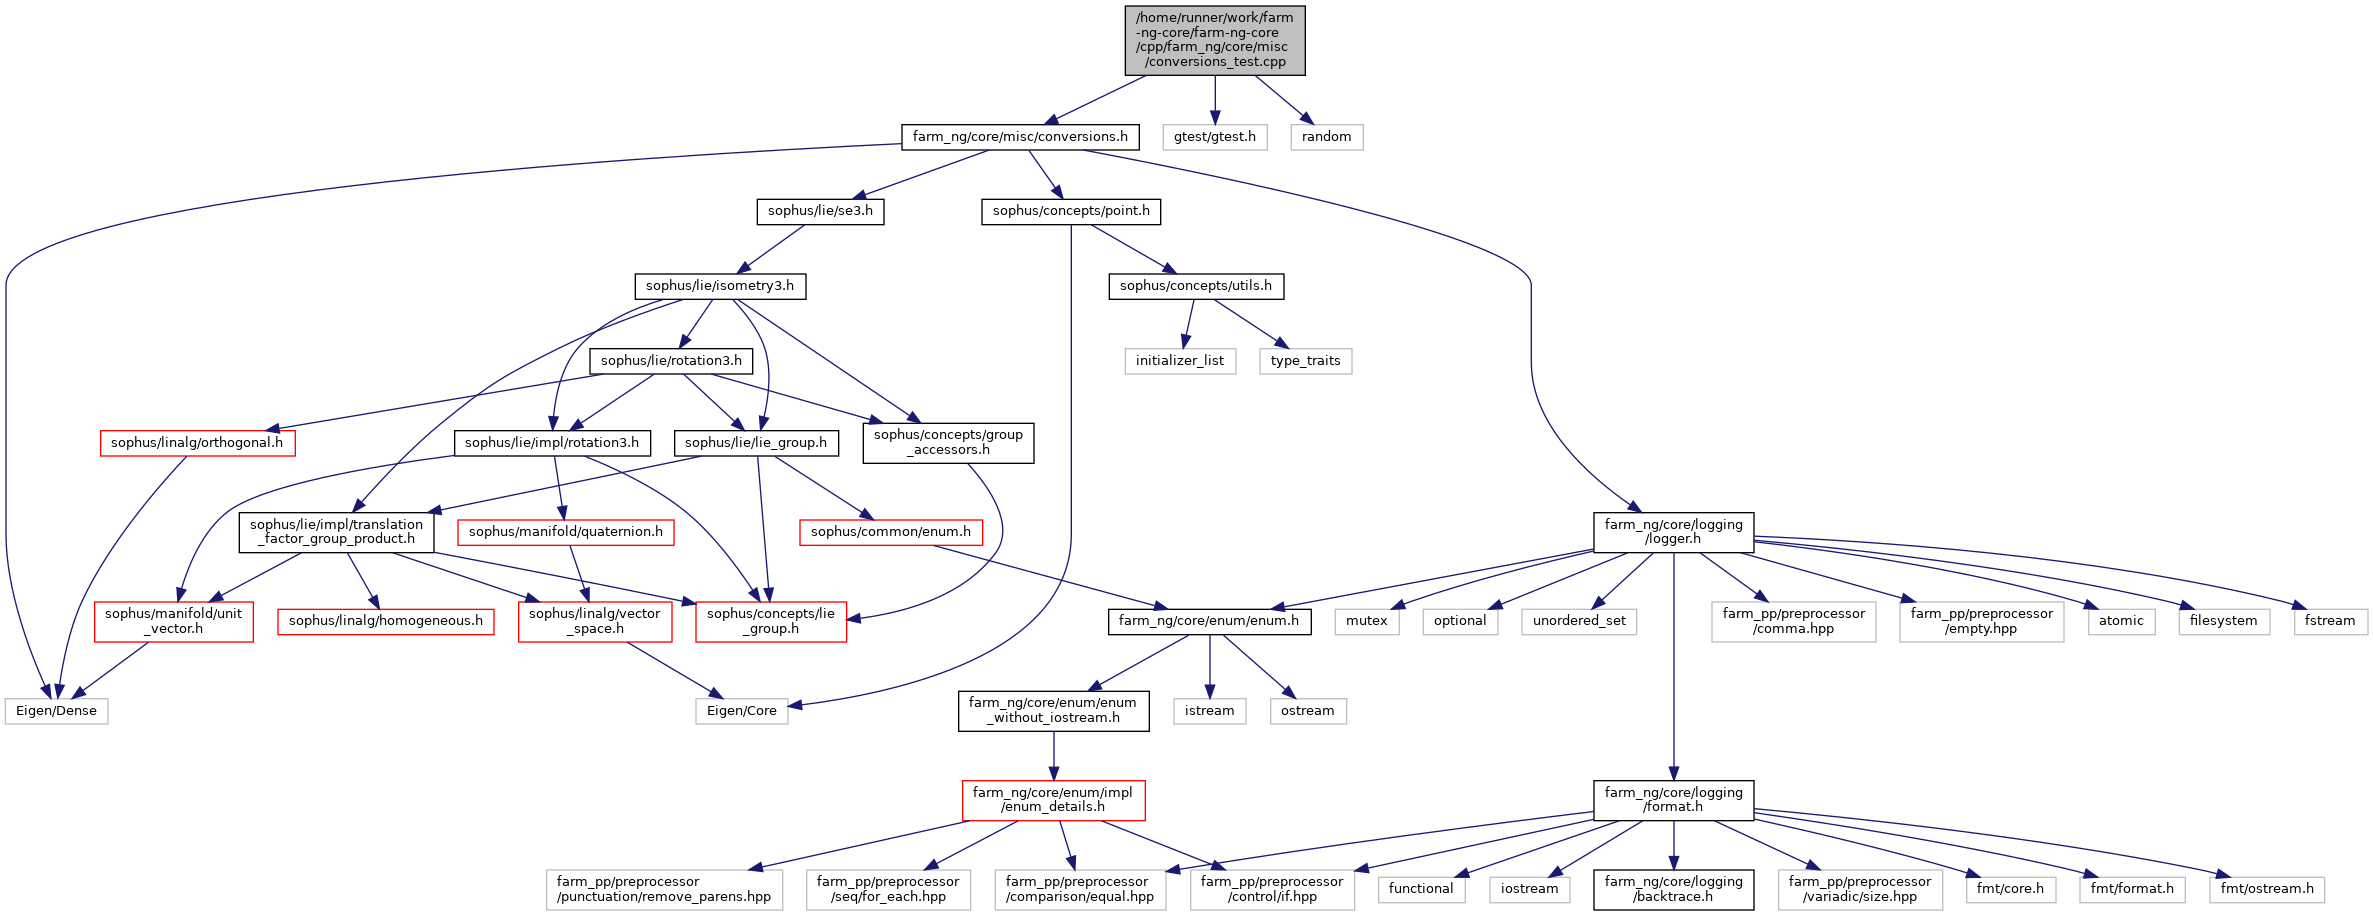 /home/runner/work/farm
-ng-core/farm-ng-core
/cpp/farm_ng/core/misc
/conversions_test.cpp
farm_ng/core/misc/conversions.h
gtest/gtest.h
random
sophus/lie/se3.h
sophus/concepts/point.h
sophus/lie/isometry3.h
sophus/concepts/utils.h
sophus/lie/rotation3.h
initializer_list
type_traits
sophus/linalg/orthogonal.h
sophus/lie/impl/rotation3.h
sophus/lie/lie_group.h
sophus/concepts/group
_accessors.h
sophus/lie/impl/translation
_factor_group_product.h
sophus/manifold/quaternion.h
sophus/common/enum.h
farm_ng/core/logging
/logger.h
sophus/manifold/unit
_vector.h
sophus/linalg/homogeneous.h
sophus/linalg/vector
_space.h
sophus/concepts/lie
_group.h
farm_ng/core/enum/enum.h
mutex
optional
unordered_set
farm_pp/preprocessor
/comma.hpp
farm_pp/preprocessor
/empty.hpp
atomic
filesystem
fstream
Eigen/Dense
Eigen/Core
farm_ng/core/enum/enum
_without_iostream.h
istream
ostream
farm_ng/core/enum/impl
/enum_details.h
farm_ng/core/logging
/format.h
farm_pp/preprocessor
/punctuation/remove_parens.hpp
farm_pp/preprocessor
/seq/for_each.hpp
farm_pp/preprocessor
/comparison/equal.hpp
farm_pp/preprocessor
/control/if.hpp
functional
iostream
farm_ng/core/logging
/backtrace.h
farm_pp/preprocessor
/variadic/size.hpp
fmt/core.h
fmt/format.h
fmt/ostream.h